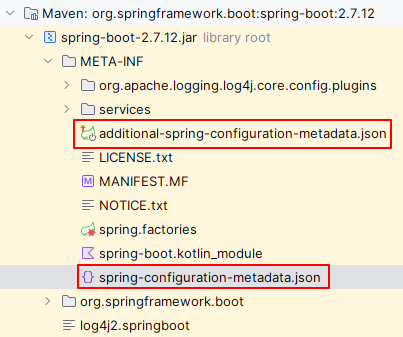 Maven: org.springframework.boot:spring-boot:2.7.12
spring-boot-2.7.12.jar library root
META-INF
org.apache.logging.log4j.core.config.plugins
services
additional-spring-configuration-metadata.json
LICENSE.txt
MANIFEST.MF
NOTICE.txt
spring.factories
spring-boot.kotlin_module
spring-configuration-metadata.json
org.springframework.boot
log4j2.springboot